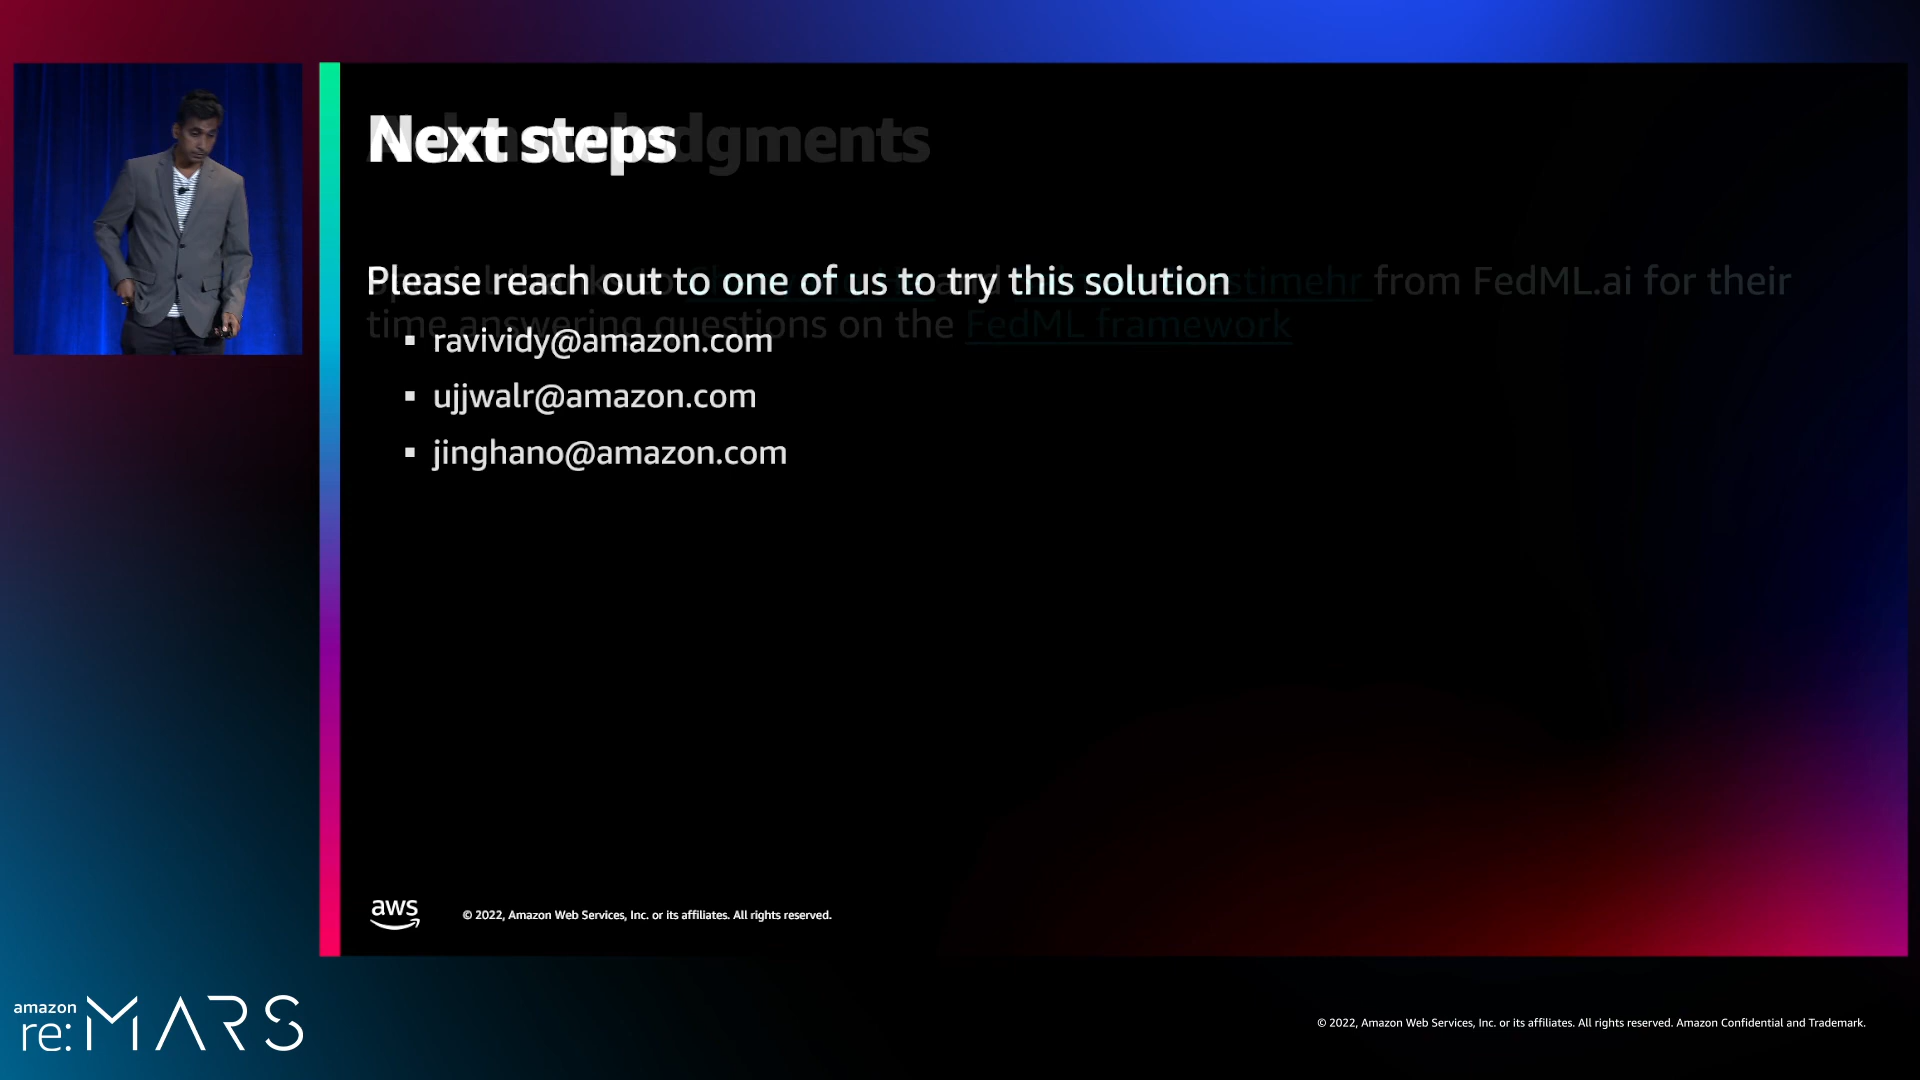 Next steps
dgments
Please reach out to one of us to try this solution
from FedML.ai for their
time answering questions on the FedML framework
▪ ravividy@amazon.com
▪ ujjwalr@amazon.com
▪ jinghano@amazon.com
aws
© 2022, Amazon Web Services, Inc. or its affiliates. All rights reserved.
amazon
re:MARS
© 2022, Amazon Web Services, Inc. or its affiliates. All rights reserved. Amazon Confidential and Trademark.